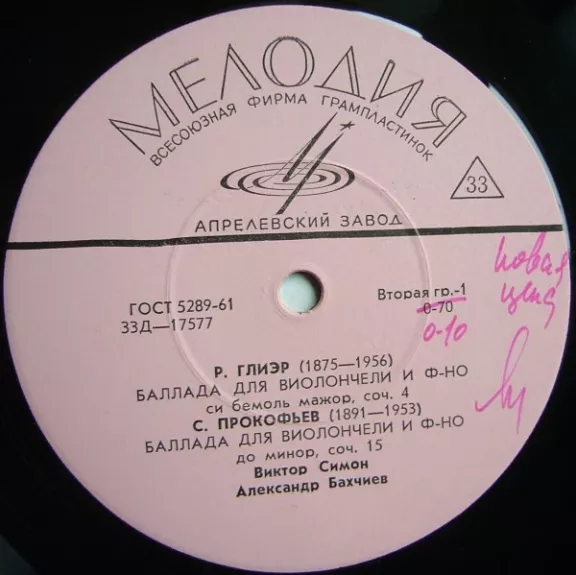 МЕЛОДИЯ
ВСЕСОЮЗНАЯ ФИРМА ГРАМПЛАСТИНОК
33
АПРЕЛЕВСКИЙ ЗАВОД
ГОСТ 5289-61
33Д—17577
Вторая гр.-1
0-70
0-10
новая
цена
Р. ГЛИЭР (1875—1956)
БАЛЛАДА ДЛЯ ВИОЛОНЧЕЛИ И Ф-НО
си бемоль мажор, соч. 4
С. ПРОКОФЬЕВ (1891—1953)
БАЛЛАДА ДЛЯ ВИОЛОНЧЕЛИ И Ф-НО
до минор, соч. 15
Виктор Симон
Александр Бахчиев